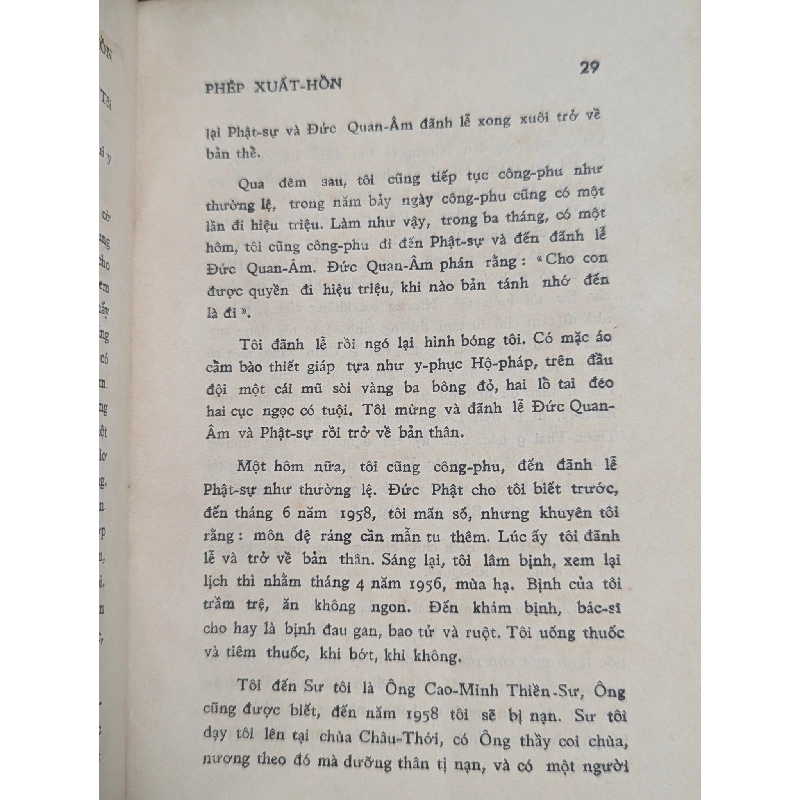 PHÉP XUẤT-HỒN 29
lại Phật-sự và Đức Quan-Âm đãnh lễ xong xuôi trở về
bản thề.
Qua đêm sau, tôi cũng tiếp tục công-phu như
thường lệ, trong năm bảy ngày công-phu cũng có một
lần đi hiệu triệu. Làm như vậy, trong ba tháng, có một
hôm, tôi cũng công-phu đi đến Phật-sự và đến đãnh lễ
Đức Quan-Âm. Đức Quan-Âm phán rằng : « Cho con
được quyền đi hiệu triệu, khi nào bản tánh nhớ đến
là đi ».
Tôi đãnh lễ rồi ngó lại hình bóng tôi. Có mặc áo
cẩm bào thiết giáp tựa như y-phục Hộ-pháp, trên đầu
đội một cái mũ sòi vàng ba bông đỏ, hai lỗ tai đeo
hai cục ngọc có tuội. Tôi mừng và đãnh lễ Đức Quan-
Âm và Phật-sự rồi trở về bản thân.
Một hôm nữa, tôi cũng công-phu, đến đãnh lễ
Phật-sự như thường lệ. Đức Phật cho tôi biết trước,
đến tháng 6 năm 1958, tôi mãn số, nhưng khuyên tôi
rằng : môn đệ ráng cần mẫn tu thêm. Lúc ấy tôi đãnh
lễ và trở về bản thân. Sáng lại, tôi lâm bịnh, xem lại
lịch thì nhằm tháng 4 năm 1956, mùa hạ. Bịnh của tôi
trầm trệ, ăn không ngon. Đến khám bịnh, bác-sĩ
cho hay là bịnh đau gan, bao tử và ruột. Tôi uống thuốc
và tiêm thuốc, khi bớt, khi không.
Tôi đến Sư tôi là Ông Cao-Minh Thiền-Sư, Ông
cũng được biết, đến năm 1958 tôi sẽ bị nạn. Sư tôi
dạy tôi lên tại chùa Châu-Thới, có Ông thầy coi chùa,
nương theo đó mà dưỡng thân tị nạn, và có một người